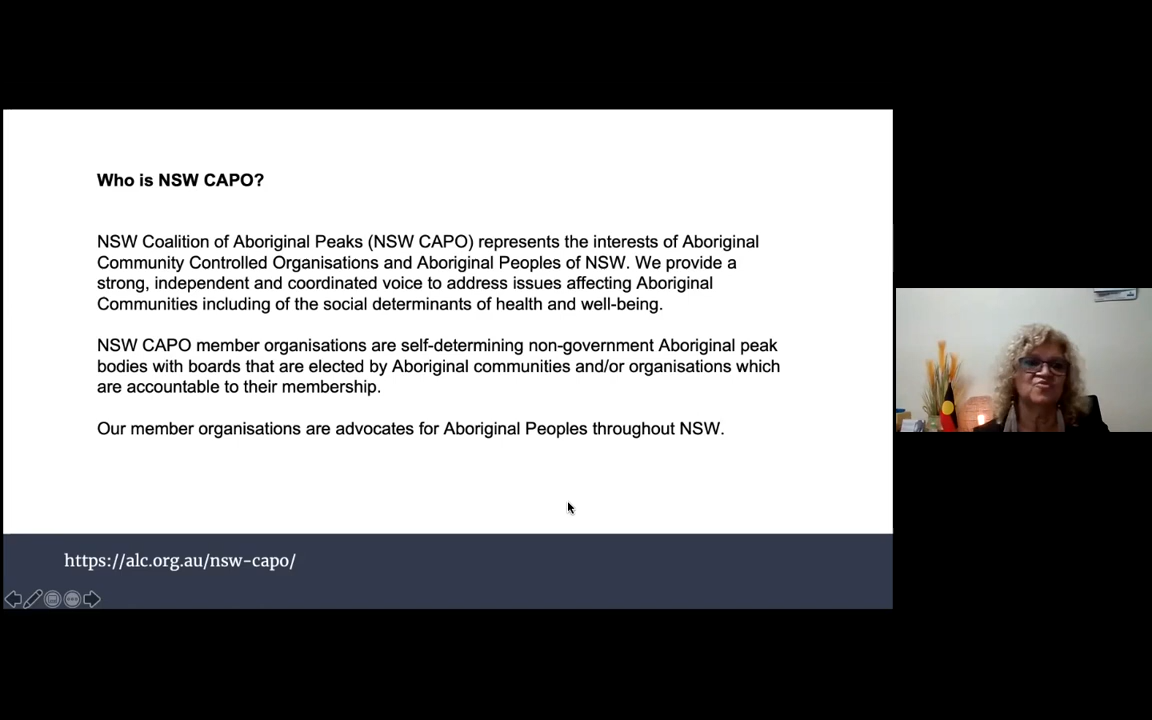 Who is NSW CAPO?
NSW Coalition of Aboriginal Peaks (NSW CAPO) represents the interests of Aboriginal
Community Controlled Organisations and Aboriginal Peoples of NSW. We provide a
strong, independent and coordinated voice to address issues affecting Aboriginal
Communities including of the social determinants of health and well-being.
NSW CAPO member organisations are self-determining non-government Aboriginal peak
bodies with boards that are elected by Aboriginal communities and/or organisations which
are accountable to their membership.
Our member organisations are advocates for Aboriginal Peoples throughout NSW.
https://alc.org.au/nsw-capo/